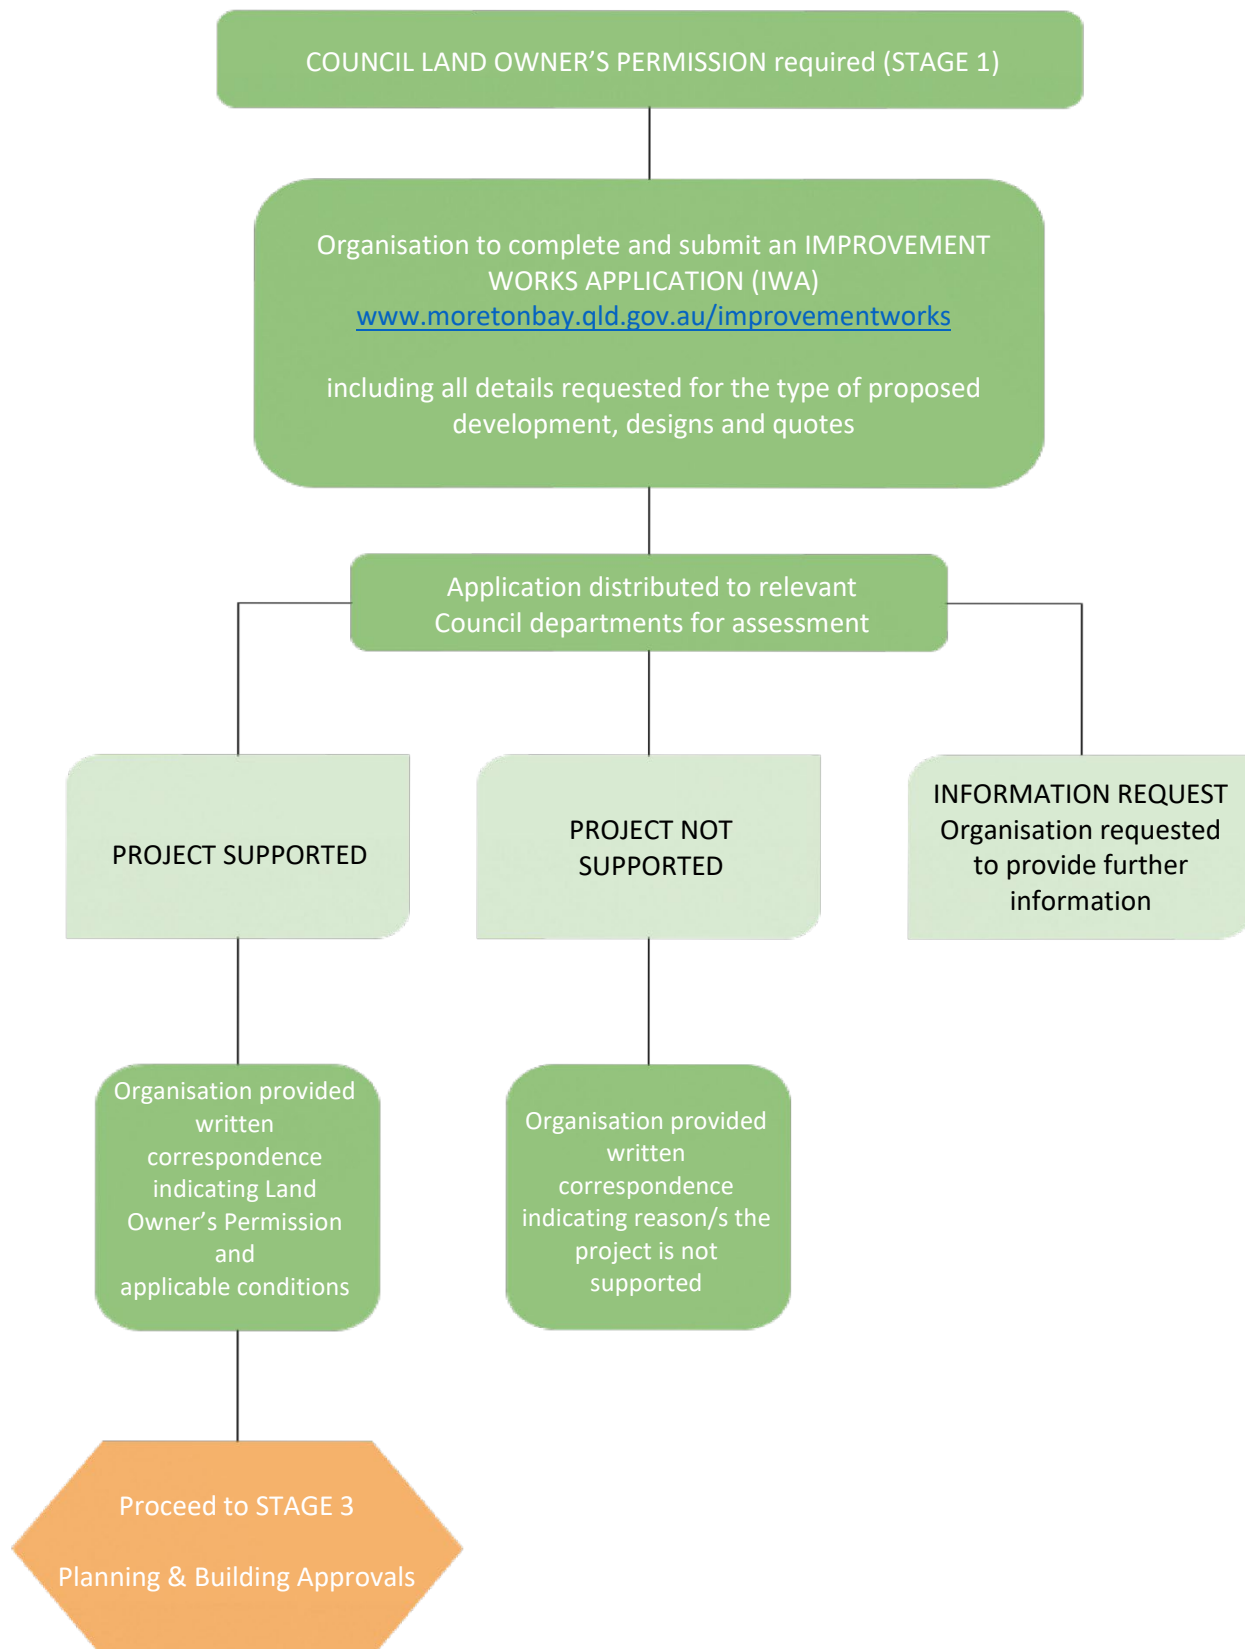 COUNCIL LAND OWNER’S PERMISSION required (STAGE 1)
Organisation to complete and submit an IMPROVEMENT
WORKS APPLICATION (IWA)
www.moretonbay.qld.gov.au/improvementworks
including all details requested for the type of proposed
development, designs and quotes
Application distributed to relevant
Council departments for assessment
PROJECT SUPPORTED
PROJECT NOT
SUPPORTED
INFORMATION REQUEST
Organisation requested
to provide further
information
Organisation provided
written
correspondence
indicating Land
Owner’s Permission
and
applicable conditions
Organisation provided
written
correspondence
indicating reason/s the
project is not
supported
Proceed to STAGE 3
Planning & Building Approvals